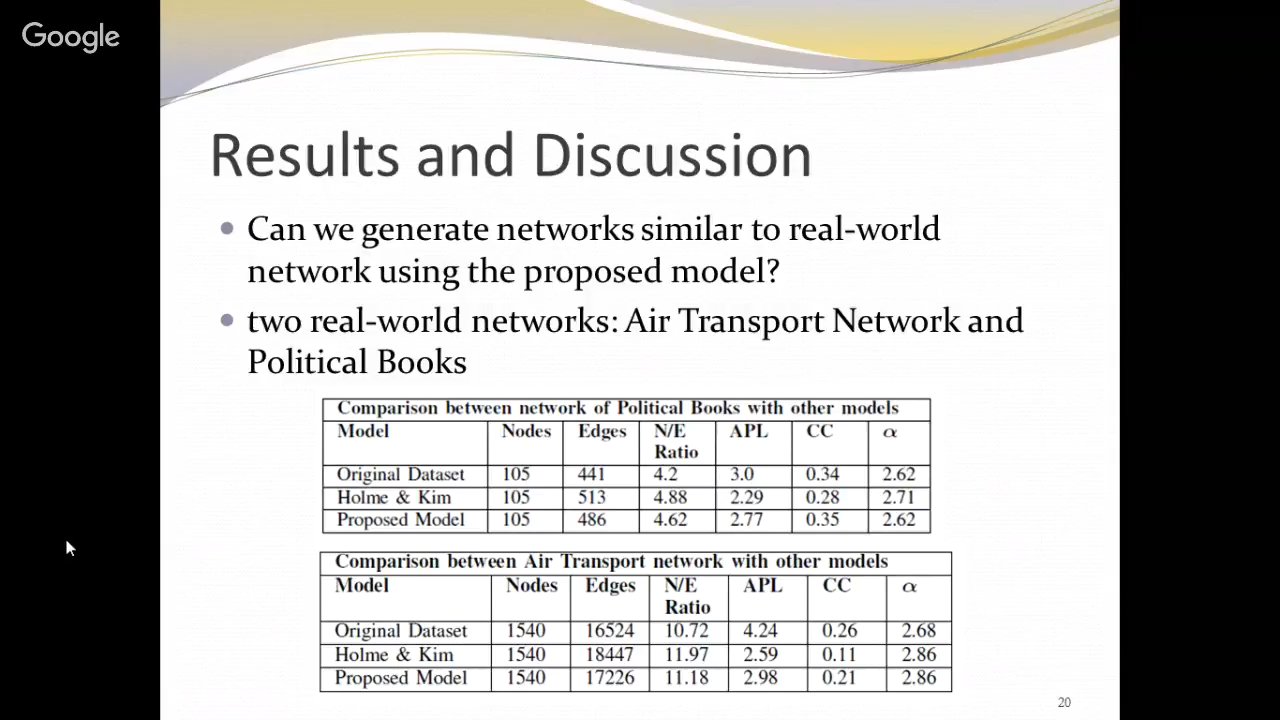 Google
Results and Discussion
Can we generate networks similar to real-world
network using the proposed model?
two real-world networks: Air Transport Network and
Political Books
Comparison between network of Political Books with other models
Model Nodes Edges N/E Ratio APL CC α
Original Dataset 105 441 4.2 3.0 0.34 2.62
Holme & Kim 105 513 4.88 2.29 0.28 2.71
Proposed Model 105 486 4.62 2.77 0.35 2.62
Comparison between Air Transport network with other models
Model Nodes Edges N/E Ratio APL CC α
Original Dataset 1540 16524 10.72 4.24 0.26 2.68
Holme & Kim 1540 18447 11.97 2.59 0.11 2.86
Proposed Model 1540 17226 11.18 2.98 0.21 2.86
20